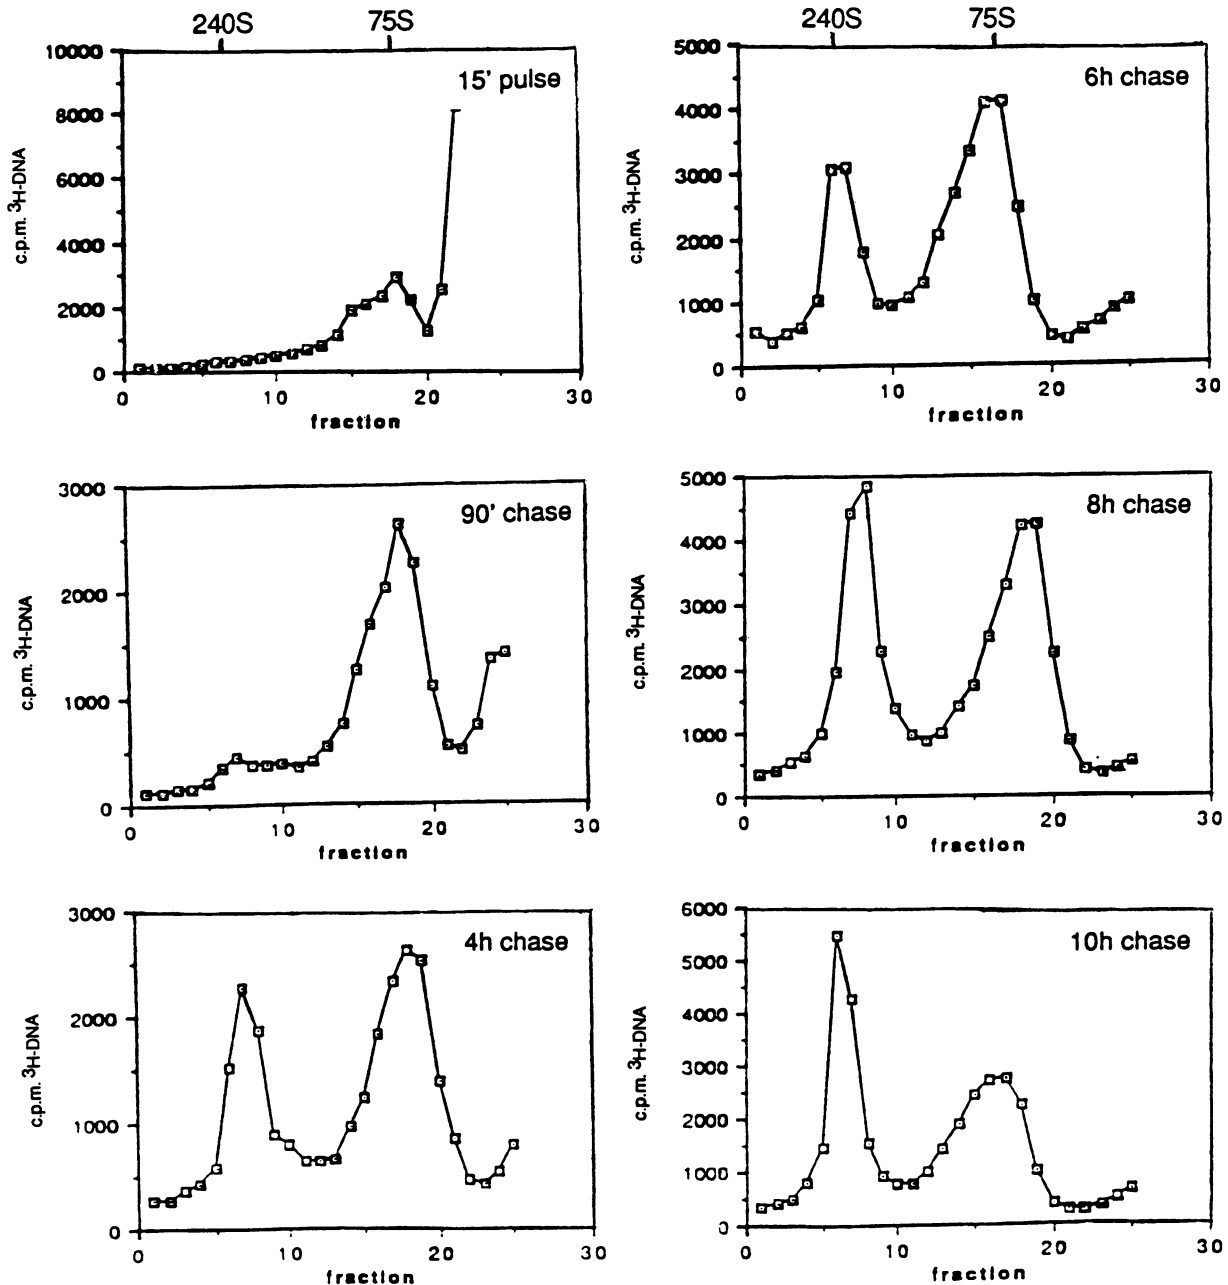 240S 75S
10000
8000
6000
4000
2000
0
c.p.m. ³H-DNA
15' pulse
0 10 20 30
fraction
240S 75S
5000
4000
3000
2000
1000
0
c.p.m. ³H-DNA
6h chase
0 10 20 30
fraction
3000
2000
1000
0
c.p.m. ³H-DNA
90' chase
0 10 20 30
fraction
5000
4000
3000
2000
1000
0
c.p.m. ³H-DNA
8h chase
0 10 20 30
fraction
3000
2000
1000
0
c.p.m. ³H-DNA
4h chase
0 10 20 30
fraction
6000
5000
4000
3000
2000
1000
0
c.p.m. ³H-DNA
10h chase
0 10 20 30
fraction